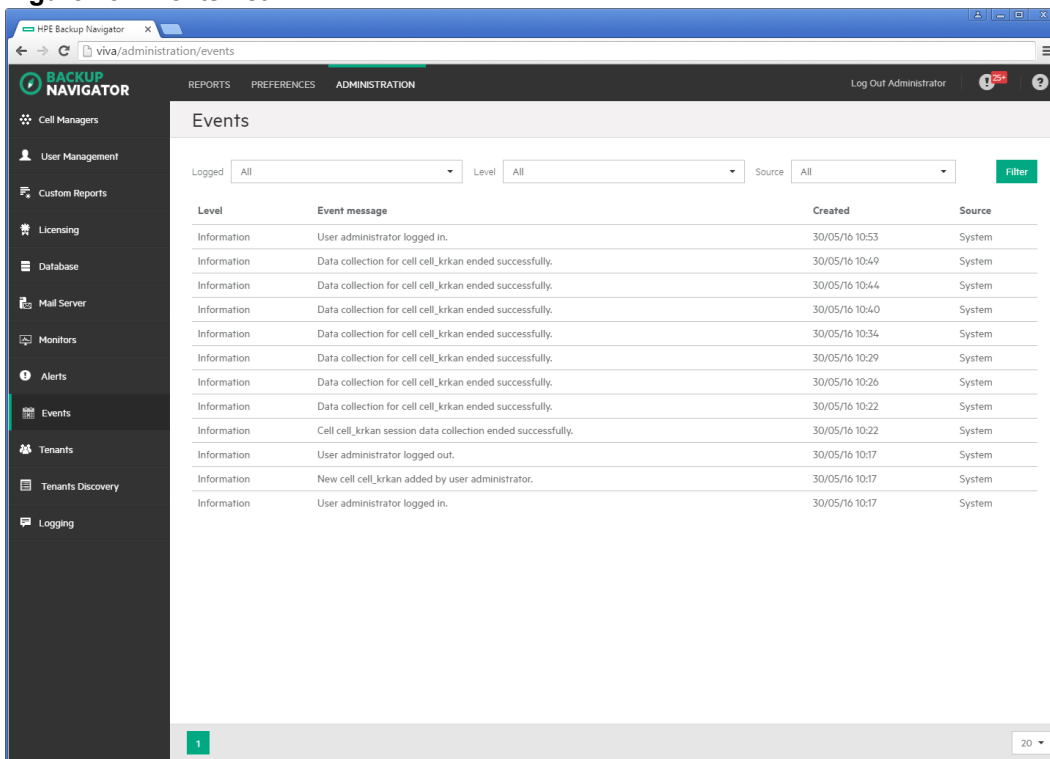 HPE Backup Navigator
viva/administration/events
BACKUP
NAVIGATOR
REPORTS PREFERENCES ADMINISTRATION Log Out Administrator 25+
Cell Managers
User Management
Custom Reports
Licensing
Database
Mail Server
Monitors
Alerts
Events
Tenants
Tenants Discovery
Logging
Events
Logged All Level All Source All Filter
Level Event message Created Source
Information User administrator logged in. 30/05/16 10:53 System
Information Data collection for cell cell_krkan ended successfully. 30/05/16 10:49 System
Information Data collection for cell cell_krkan ended successfully. 30/05/16 10:44 System
Information Data collection for cell cell_krkan ended successfully. 30/05/16 10:40 System
Information Data collection for cell cell_krkan ended successfully. 30/05/16 10:34 System
Information Data collection for cell cell_krkan ended successfully. 30/05/16 10:29 System
Information Data collection for cell cell_krkan ended successfully. 30/05/16 10:26 System
Information Data collection for cell cell_krkan ended successfully. 30/05/16 10:22 System
Information Cell cell_krkan session data collection ended successfully. 30/05/16 10:22 System
Information User administrator logged out. 30/05/16 10:17 System
Information New cell cell_krkan added by user administrator. 30/05/16 10:17 System
Information User administrator logged in. 30/05/16 10:17 System
1 20